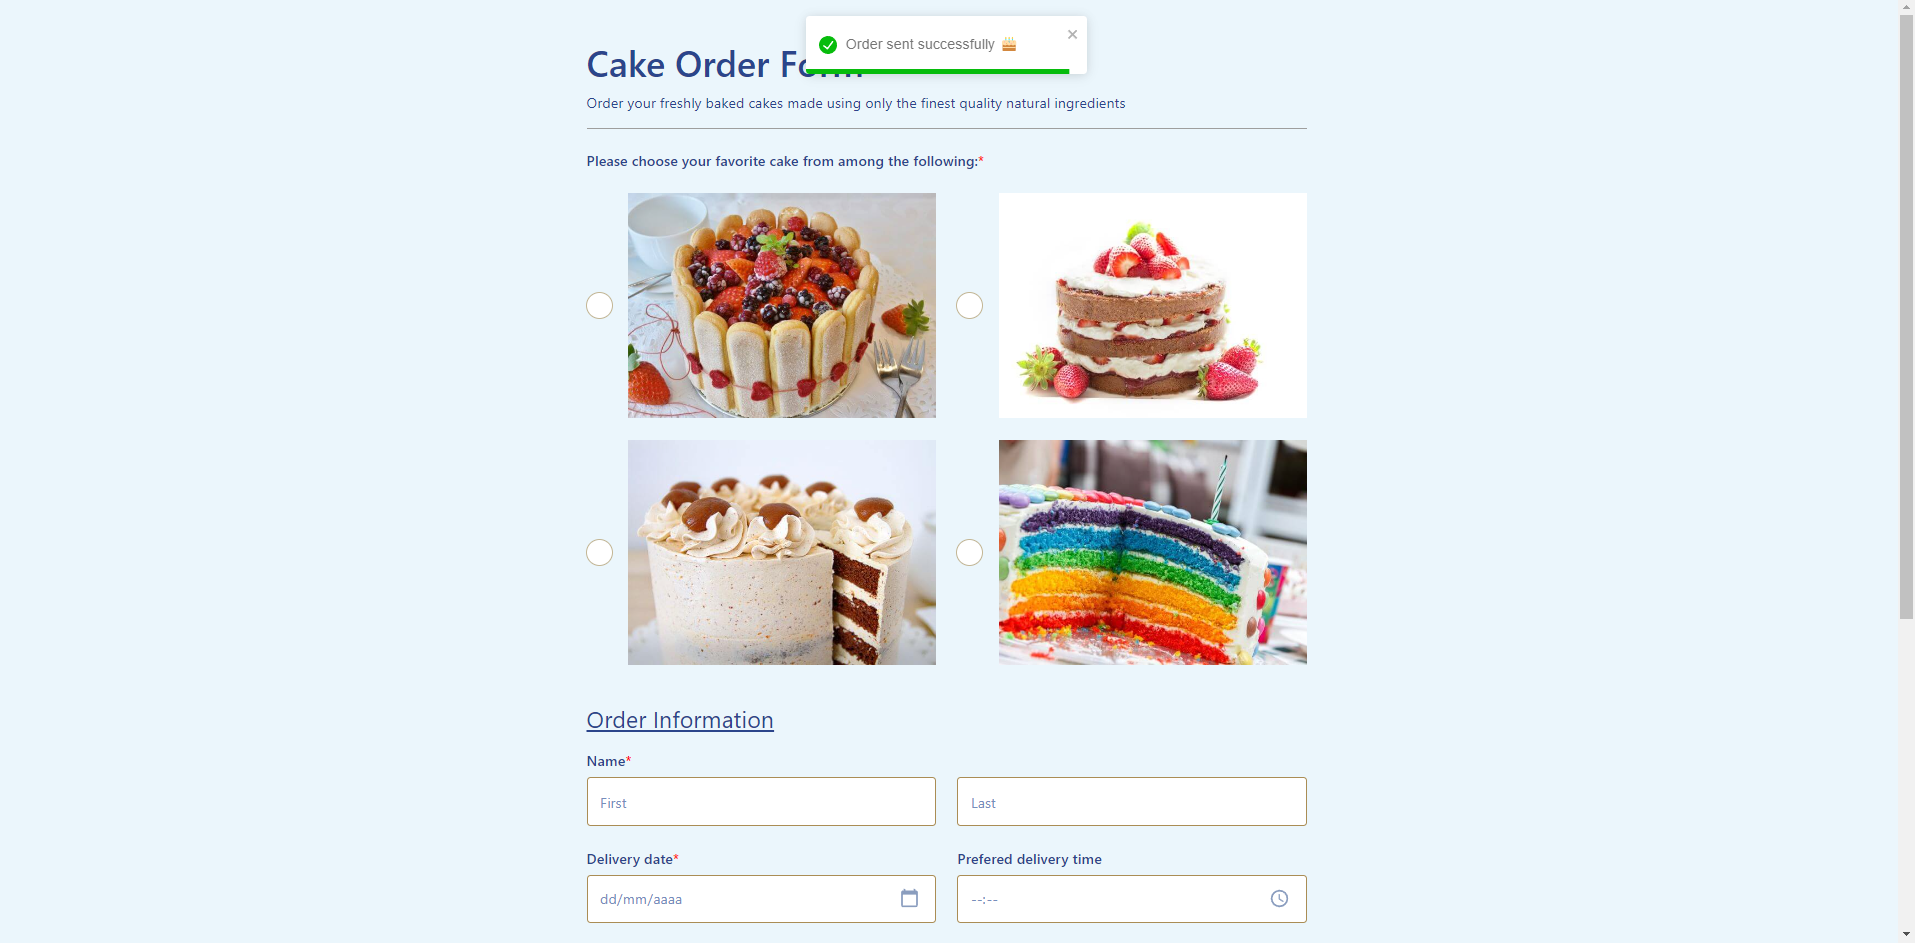 Order sent successfully 🎂
Cake Order Form
Order your freshly baked cakes made using only the finest quality natural ingredients
Please choose your favorite cake from among the following:*
Order Information
Name*
First
Last
Delivery date*
Prefered delivery time
dd/mm/aaaa
--:--